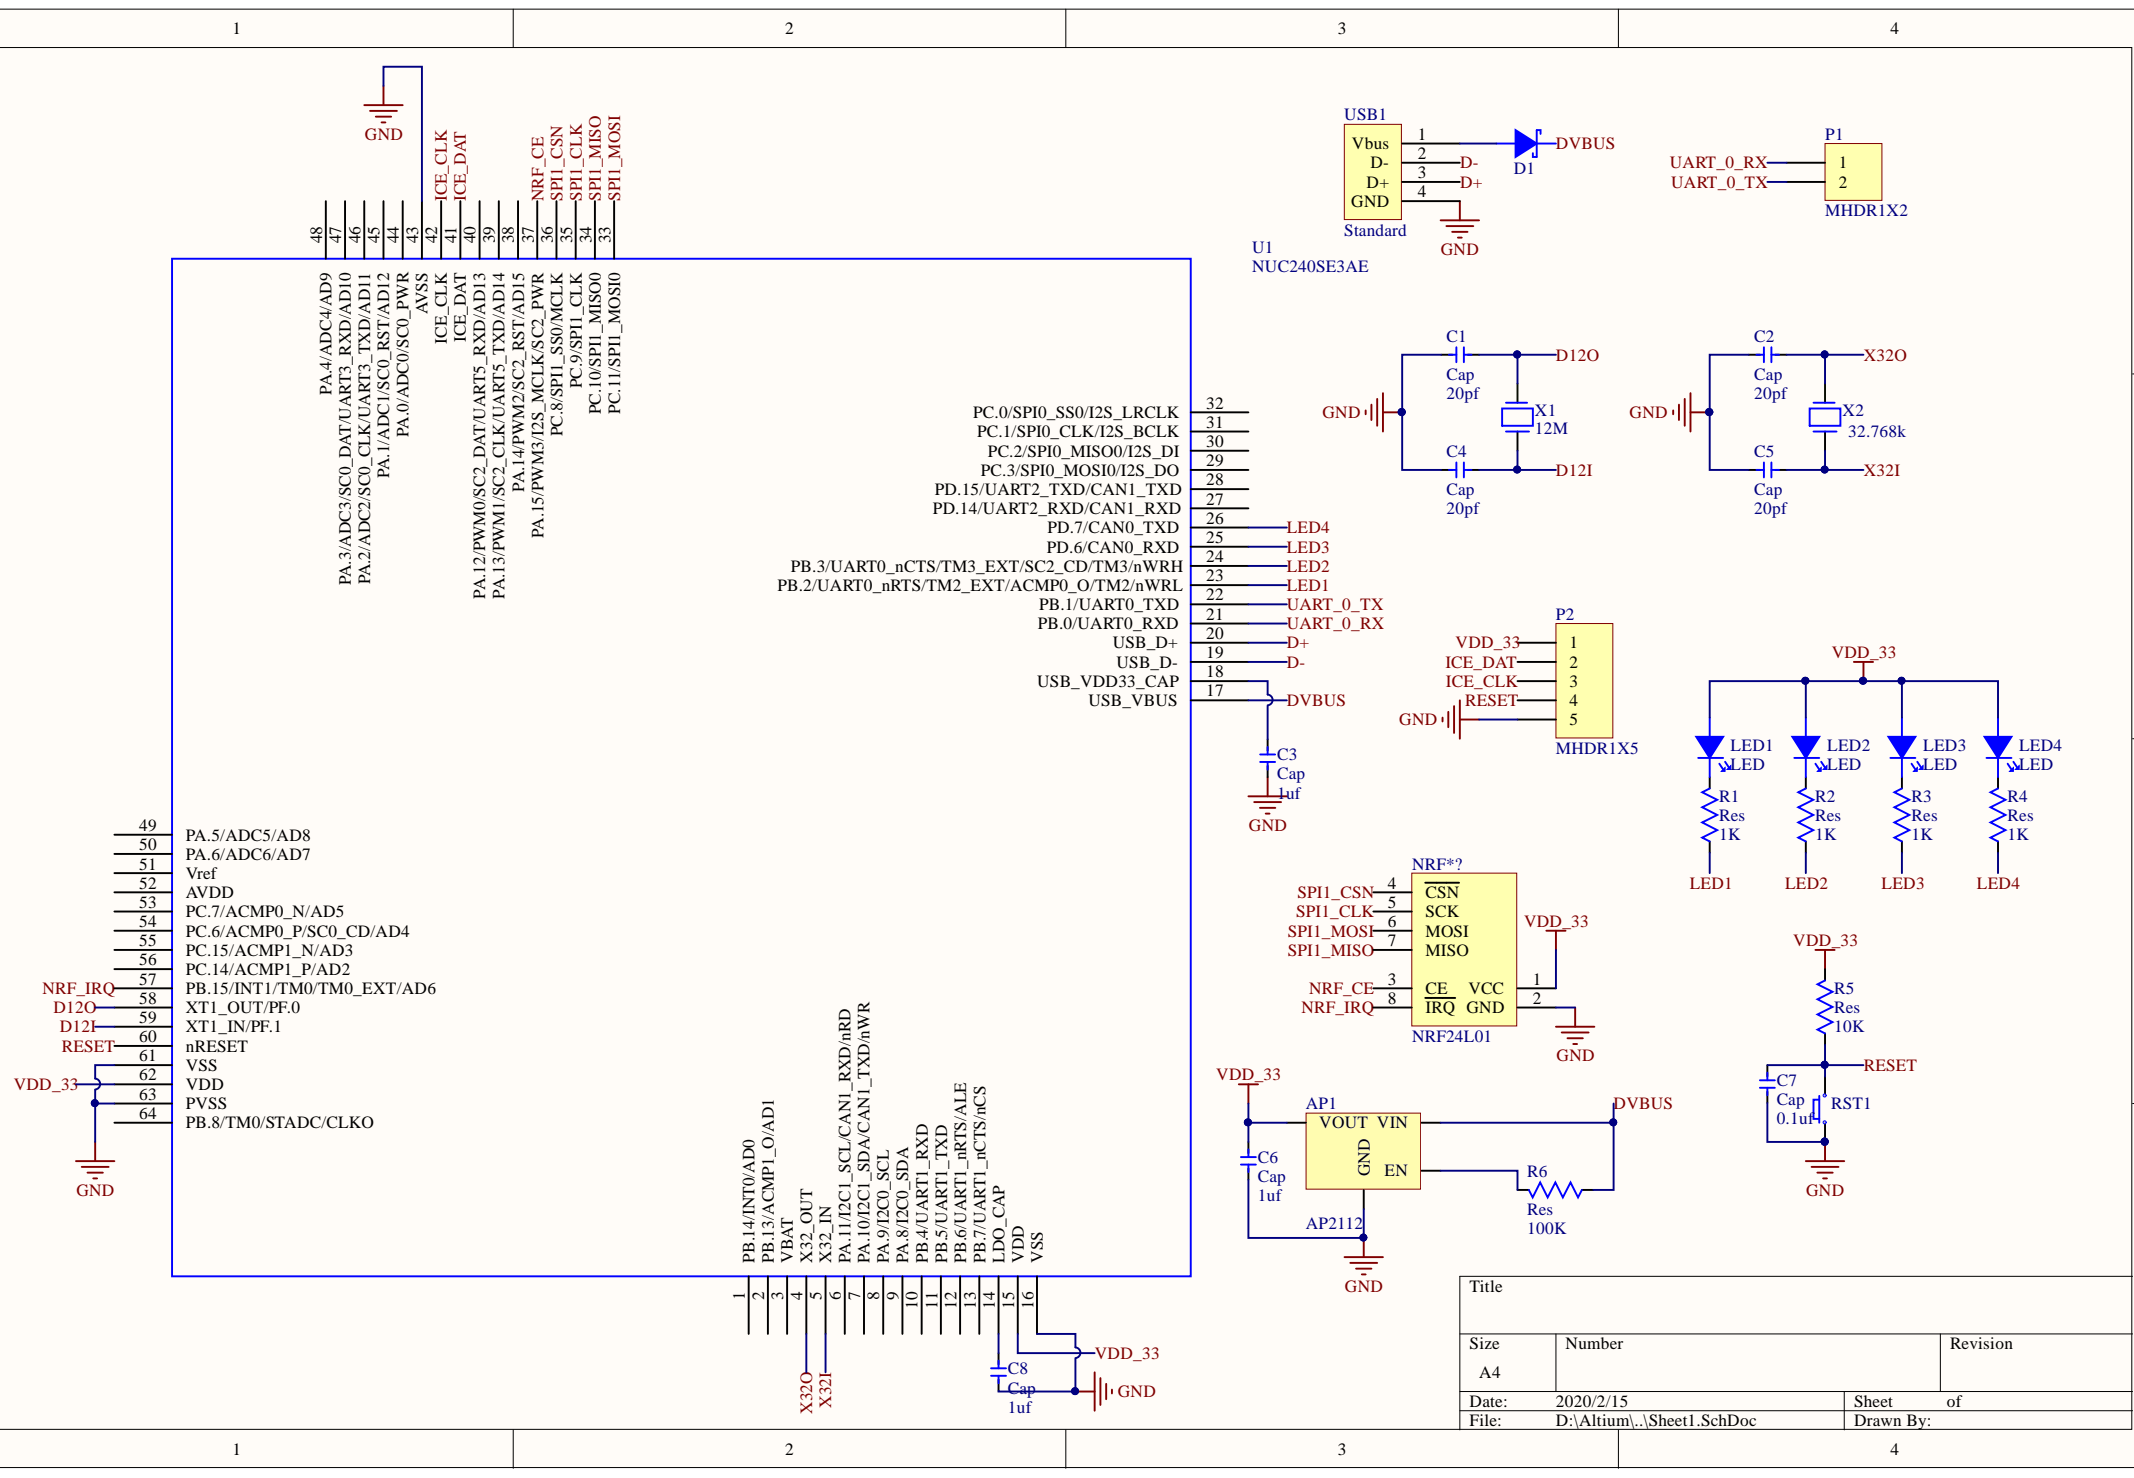 1
2
3
4
GND
ICE_CLK
ICE_DAT
NRF_CE
SPI1_CSN
SPI1_CLK
SPI1_MISO
SPI1_MOSI
48
47
46
45
44
43
42
41
40
39
38
37
36
35
34
33
PA.4/ADC4/AD9
PA.3/ADC3/SC0_DAT/UART3_RXD/AD10
PA.2/ADC2/SC0_CLK/UART3_TXD/AD11
PA.1/ADC1/SC0_RST/AD12
PA.0/ADC0/SC0_PWR
AVSS
ICE_CLK
ICE_DAT
PA.12/PWM0/SC2_DAT/UART5_RXD/AD13
PA.13/PWM1/SC2_CLK/UART5_TXD/AD14
PA.14/PWM2/SC2_RST/AD15
PA.15/PWM3/I2S_MCLK/SC2_PWR
PC.8/SPI1_SS0/MCLK
PC.9/SPI1_CLK
PC.10/SPI1_MISO0
PC.11/SPI1_MOSI0
U1
NUC240SE3AE
PC.0/SPI0_SS0/I2S_LRCLK 32
PC.1/SPI0_CLK/I2S_BCLK 31
PC.2/SPI0_MISO0/I2S_DI 30
PC.3/SPI0_MOSI0/I2S_DO 29
PD.15/UART2_TXD/CAN1_TXD 28
PD.14/UART2_RXD/CAN1_RXD 27
PD.7/CAN0_TXD 26 LED4
PD.6/CAN0_RXD 25 LED3
PB.3/UART0_nCTS/TM3_EXT/SC2_CD/TM3/nWRH 24 LED2
PB.2/UART0_nRTS/TM2_EXT/ACMP0_O/TM2/nWRL 23 LED1
PB.1/UART0_TXD 22 UART_0_TX
PB.0/UART0_RXD 21 UART_0_RX
USB_D+ 20 D+
USB_D- 19 D-
USB_VDD33_CAP 18
USB_VBUS 17 DVBUS
C3
Cap
1uf
GND
49 PA.5/ADC5/AD8
50 PA.6/ADC6/AD7
51 Vref
52 AVDD
53 PC.7/ACMP0_N/AD5
54 PC.6/ACMP0_P/SC0_CD/AD4
55 PC.15/ACMP1_N/AD3
56 PC.14/ACMP1_P/AD2
NRF_IRQ 57 PB.15/INT1/TM0/TM0_EXT/AD6
D12O 58 XT1_OUT/PF.0
D12I 59 XT1_IN/PF.1
RESET 60 nRESET
61 VSS
VDD_33 62 VDD
63 PVSS
64 PB.8/TM0/STADC/CLKO
GND
PB.14/INT0/AD0
PB.13/ACMP1_O/AD1
VBAT
X32_OUT
X32_IN
PA.11/I2C1_SCL/CAN1_RXD/nRD
PA.10/I2C1_SDA/CAN1_TXD/nWR
PA.9/I2C0_SCL
PA.8/I2C0_SDA
PB.4/UART1_RXD
PB.5/UART1_TXD
PB.6/UART1_nRTS/ALE
PB.7/UART1_nCTS/nCS
LDO_CAP
VDD
VSS
1
2
3
4
5
6
7
8
9
10
11
12
13
14
15
16
X32O
X32I
C8
Cap
1uf
VDD_33
GND
USB1
Vbus 1
D- 2 D-
D+ 3 D+
GND 4
Standard
D1
DVBUS
GND
P1
UART_0_RX 1
UART_0_TX 2
MHDR1X2
C1
Cap
20pf
D12O
GND
X1
12M
C4
Cap
20pf
D12I
C2
Cap
20pf
X32O
GND
X2
32.768k
C5
Cap
20pf
X32I
P2
VDD_33 1
ICE_DAT 2
ICE_CLK 3
RESET 4
GND 5
MHDR1X5
VDD_33
LED1
LED
LED2
LED
LED3
LED
LED4
LED
R1
Res
1K
R2
Res
1K
R3
Res
1K
R4
Res
1K
LED1
LED2
LED3
LED4
NRF*?
SPI1_CSN 4 CSN
SPI1_CLK 5 SCK
SPI1_MOSI 6 MOSI
SPI1_MISO 7 MISO
NRF_CE 3 CE VCC 1
NRF_IRQ 8 IRQ GND 2
VDD_33
GND
NRF24L01
VDD_33
R5
Res
10K
RESET
C7
Cap
0.1uf
RST1
GND
VDD_33
AP1
VOUT VIN
GND
EN
AP2112
C6
Cap
1uf
DVBUS
R6
Res
100K
GND
Title
Size
A4
Number
Revision
Date: 2020/2/15 Sheet of
File: D:\Altium\..\Sheet1.SchDoc Drawn By:
1
2
3
4